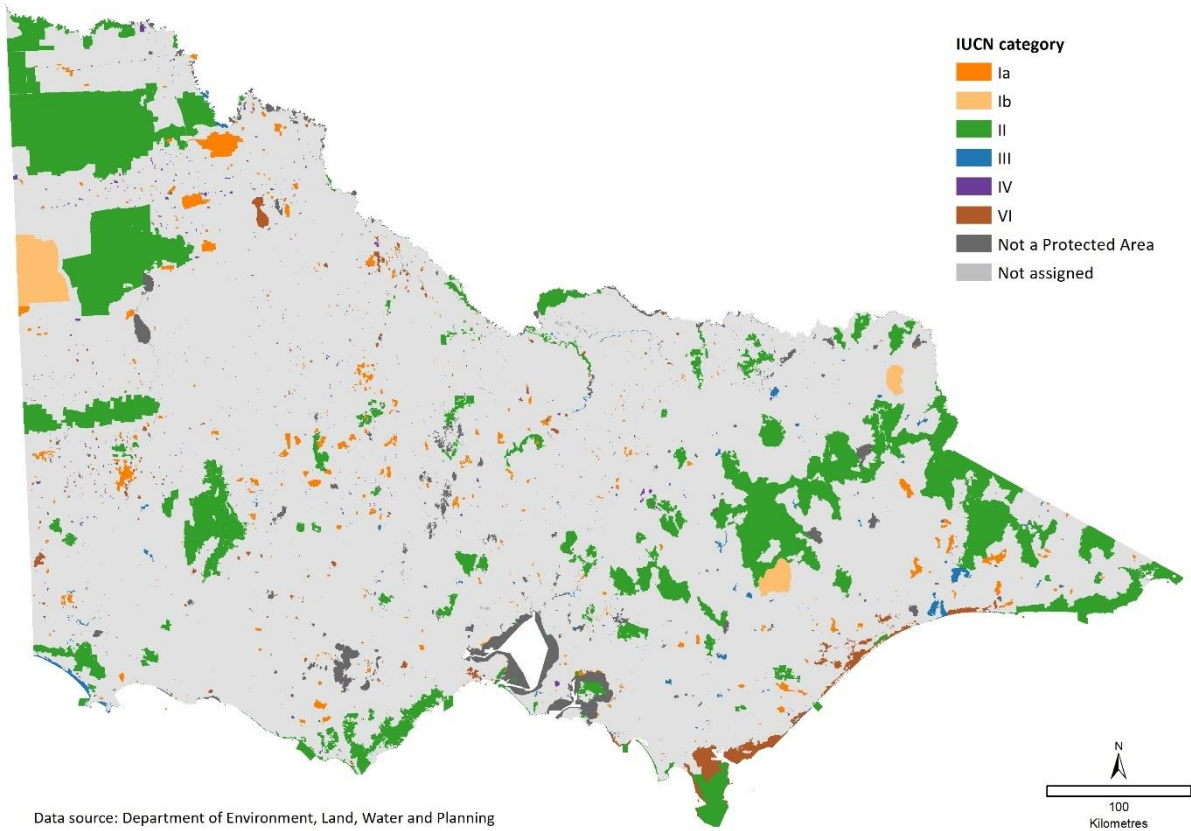 IUCN category
Ia
Ib
II
III
IV
VI
Not a Protected Area
Not assigned
N
100
Kilometres
Data source: Department of Environment, Land, Water and Planning